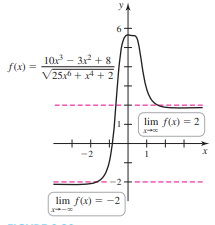 y
6
f(x) = 10x³ − 3x² + 8 / √25x⁶ + x⁴ + 2
1
lim f(x) = 2
x→∞
−2
1
x
−2
lim f(x) = −2
x→−∞